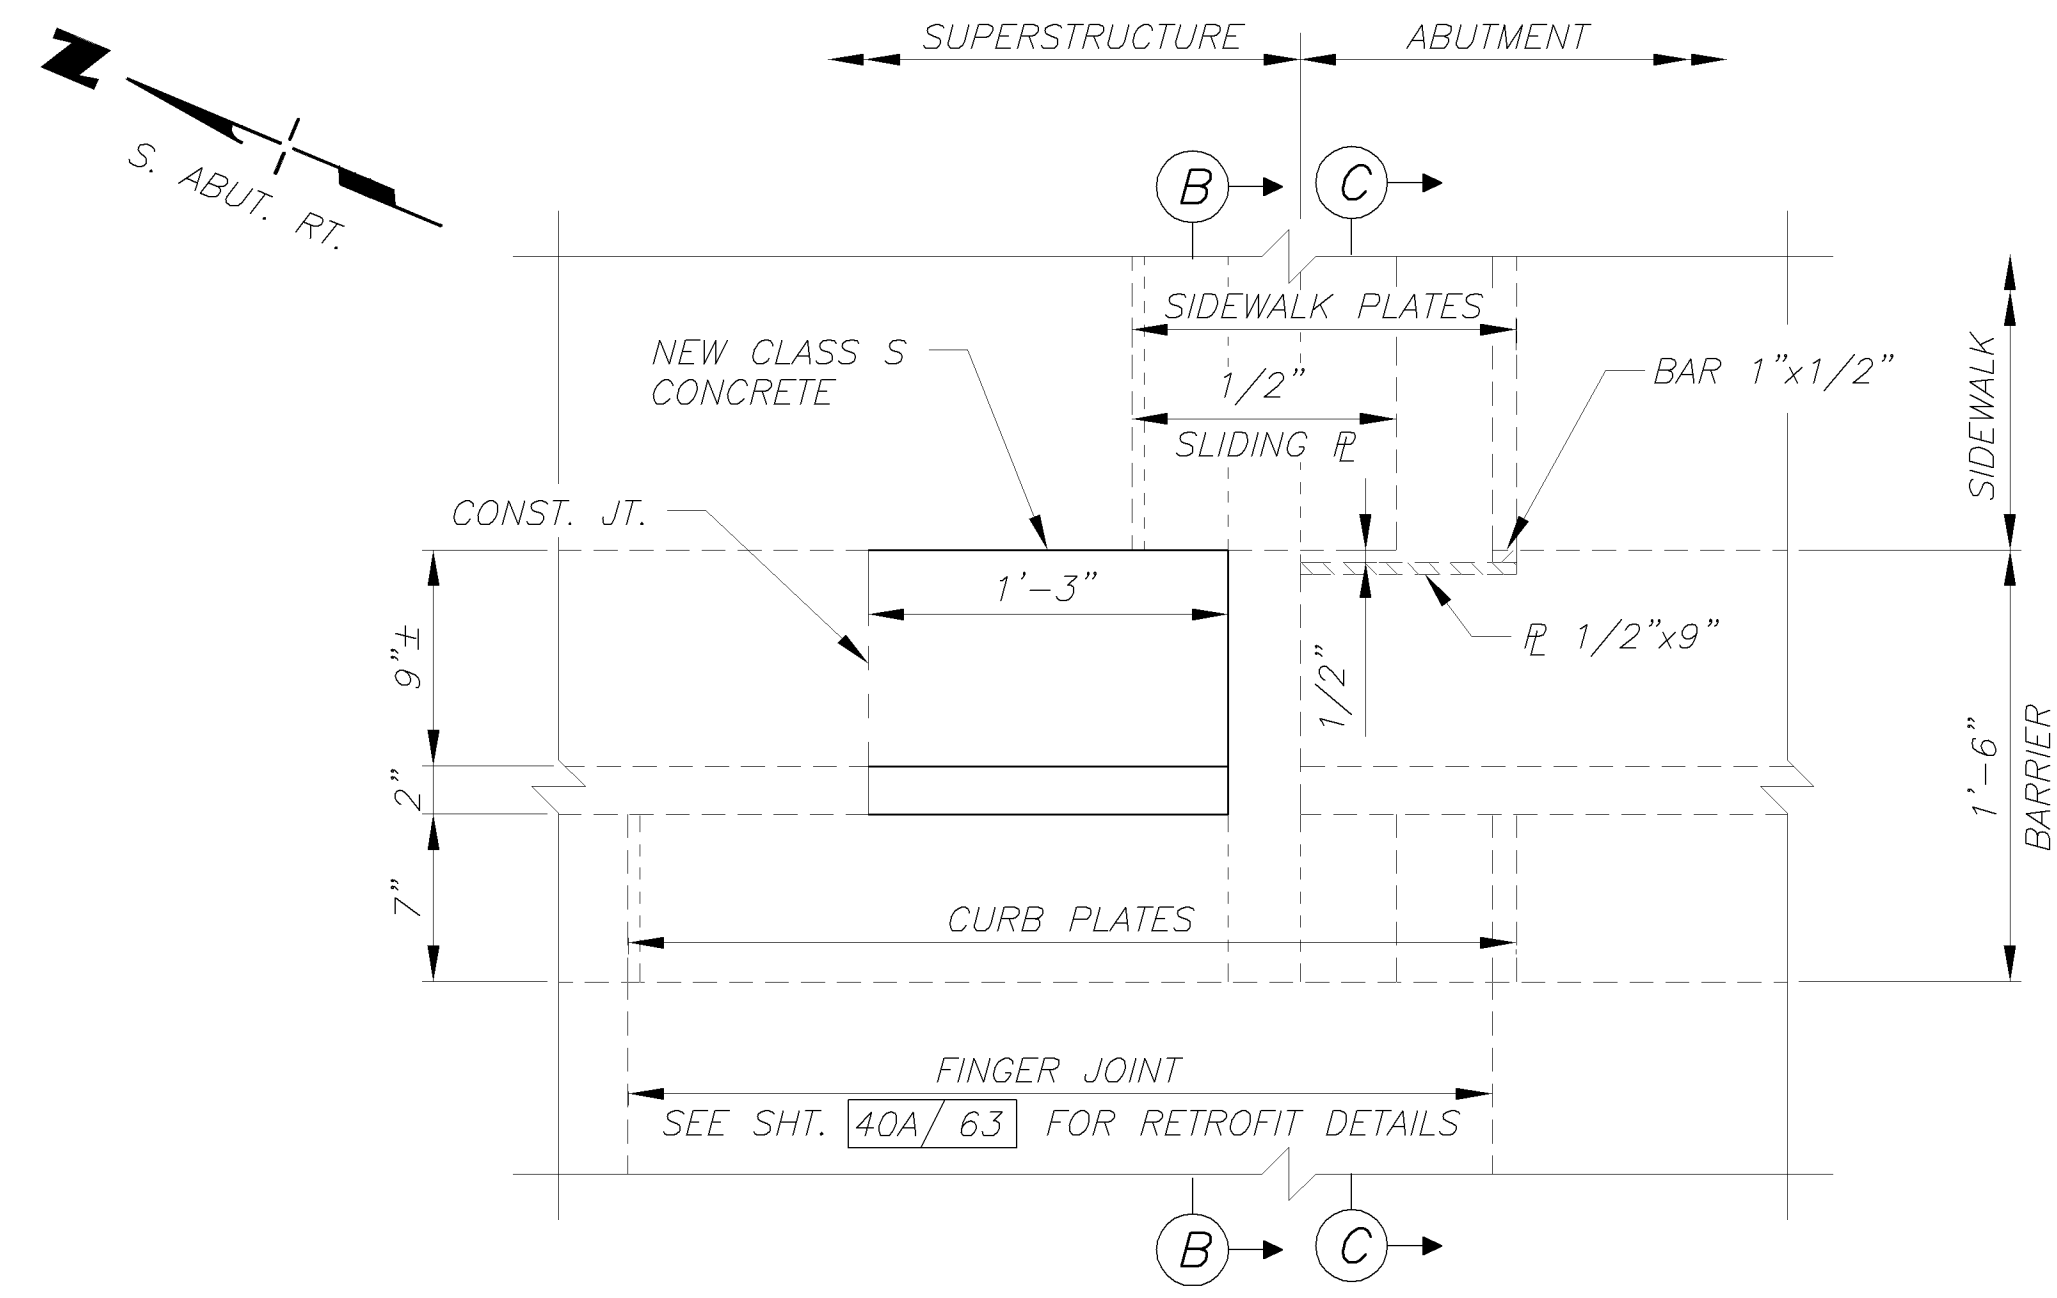 SUPERSTRUCTURE
ABUTMENT
N
S. ABUT. RT.
B
C
SIDEWALK PLATES
NEW CLASS S
CONCRETE
1/2"
SLIDING ⅊
BAR 1"x1/2"
SIDEWALK
CONST. JT.
1'-3"
9"±
℄ 1/2"x9"
1/2"
2"
1'-6"
BARRIER
7"
CURB PLATES
FINGER JOINT
SEE SHT. 40A/ 63 FOR RETROFIT DETAILS
B
C